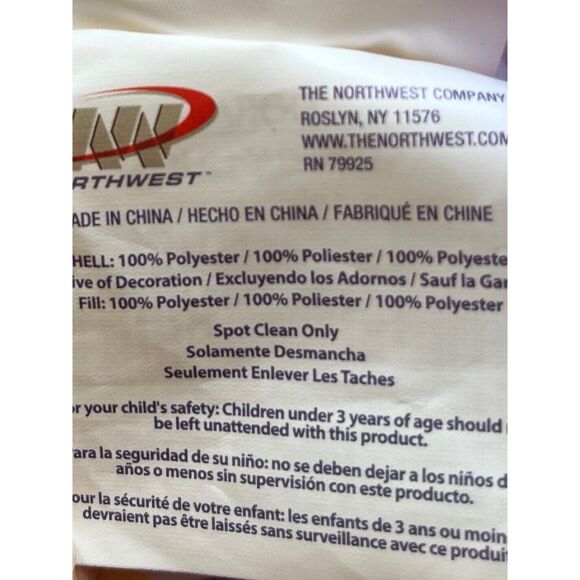 THE NORTHWEST COMPANY
ROSLYN, NY 11576
WWW.THENORTHWEST.COM
RN 79925
RTHWEST™
ADE IN CHINA / HECHO EN CHINA / FABRIQUÉ EN CHINE
HELL: 100% Polyester / 100% Poliester / 100% Polyeste
ive of Decoration / Excluyendo los Adornos / Sauf la Gar
Fill: 100% Polyester / 100% Poliester / 100% Polyester
Spot Clean Only
Solamente Desmancha
Seulement Enlever Les Taches
or your child's safety: Children under 3 years of age should
be left unattended with this product.
ara la seguridad de su niño: no se deben dejar a los niños d
años o menos sin supervisión con este producto.
our la sécurité de votre enfant: les enfants de 3 ans ou moin
devraient pas être laissés sans surveillance avec ce produi